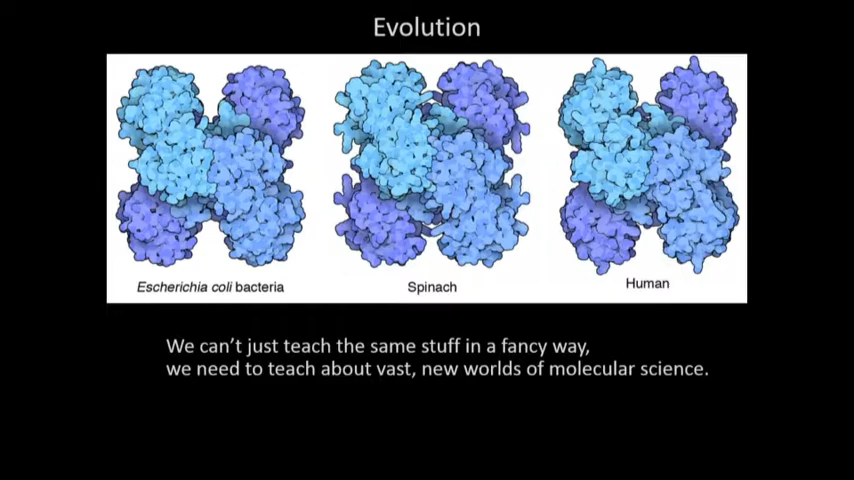 Evolution
Escherichia coli bacteria
Spinach
Human
We can't just teach the same stuff in a fancy way,
we need to teach about vast, new worlds of molecular science.